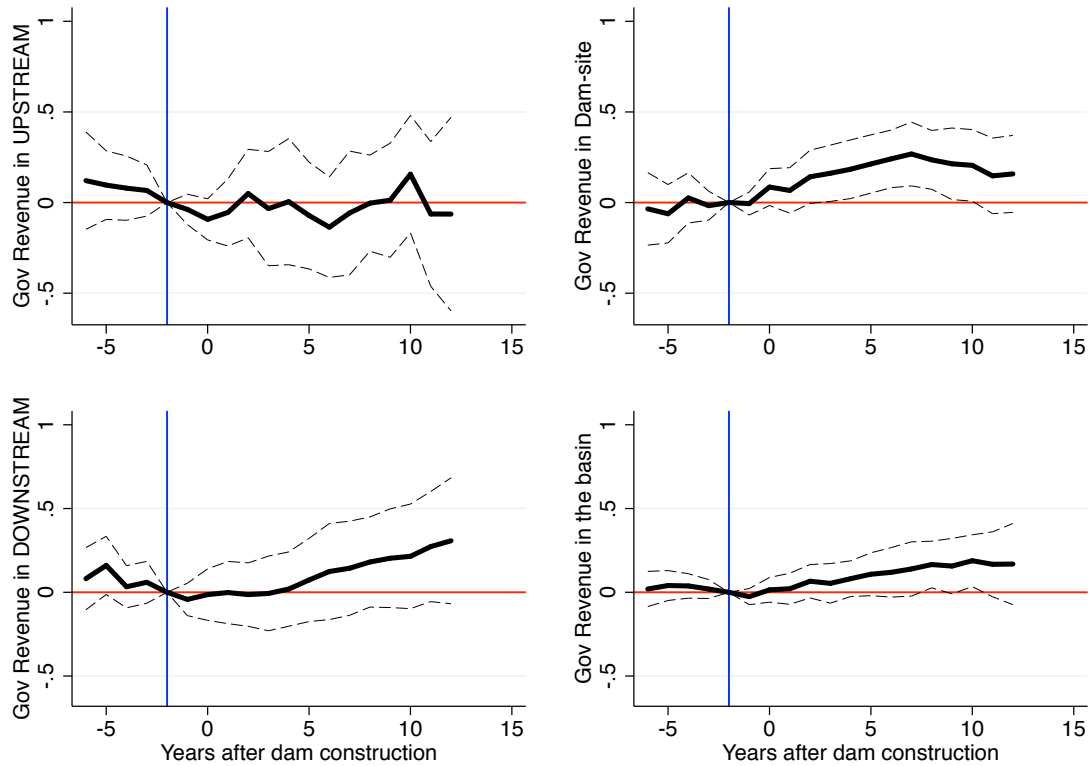 Gov Revenue in UPSTREAM
1
.5
0
-.5
-5 0 5 10 15
Gov Revenue in Dam-site
1
.5
0
-.5
-5 0 5 10 15
Gov Revenue in DOWNSTREAM
1
.5
0
-.5
-5 0 5 10 15
Years after dam construction
Gov Revenue in the basin
1
.5
0
-.5
-5 0 5 10 15
Years after dam construction